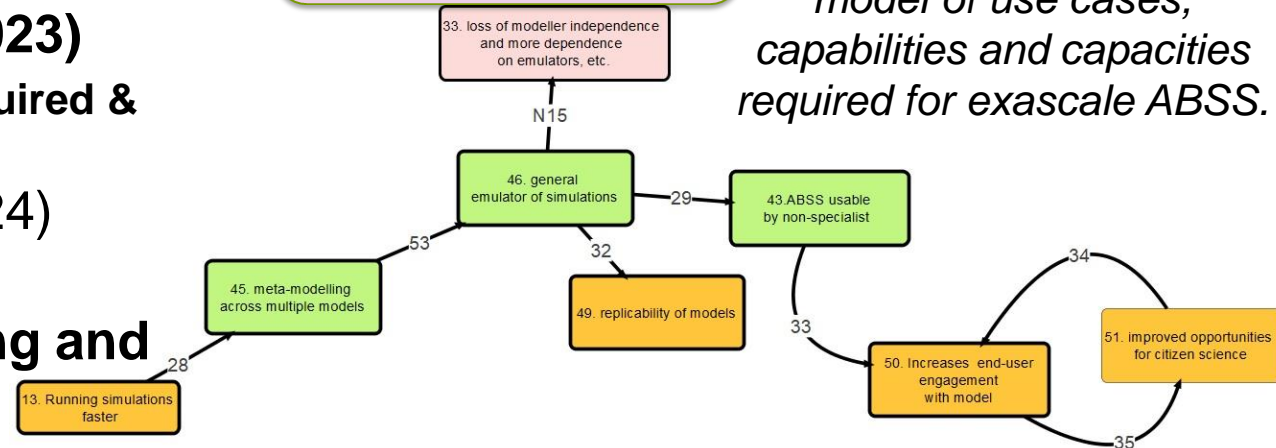 023)
uired &
24)
ng and
model of use cases,
capabilities and capacities
required for exascale ABSS.
33. loss of modeller independence
and more dependence
on emulators, etc.
N15
46. general
emulator of simulations
29
43.ABSS usable
by non-specialist
53
32
34
45. meta-modelling
across multiple models
49. replicability of models
33
28
50. Increases end-user
engagement
with model
51. improved opportunities
for citizen science
13. Running simulations
faster
35